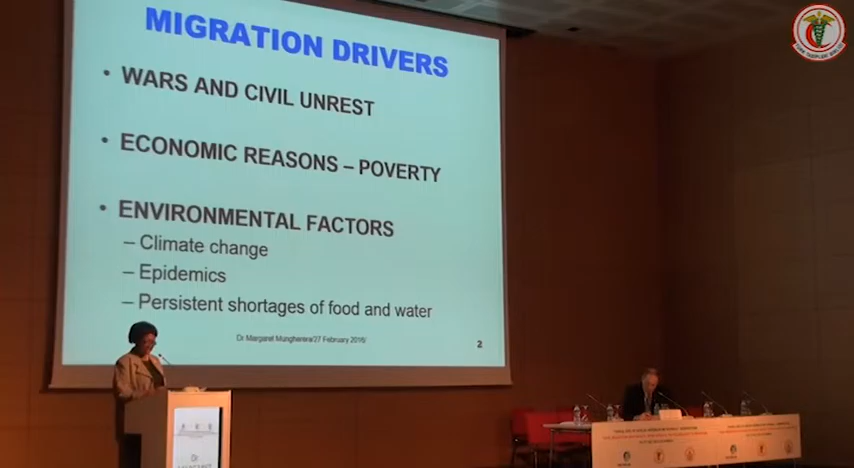 MIGRATION DRIVERS
• WARS AND CIVIL UNREST
• ECONOMIC REASONS – POVERTY
• ENVIRONMENTAL FACTORS
– Climate change
– Epidemics
– Persistent shortages of food and water
Dr Margaret Mungherera/27 February 2016/
2